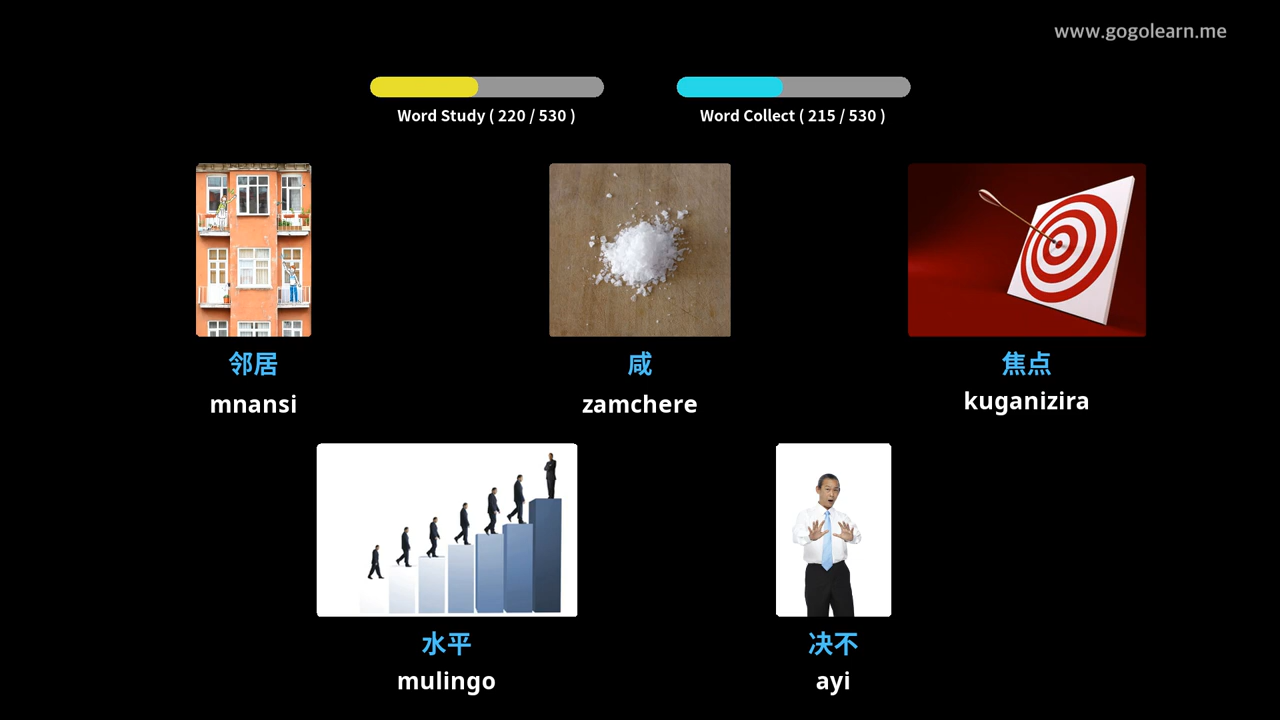 www.gogolearn.me
Word Study ( 220 / 530 )
Word Collect ( 215 / 530 )
邻居
mnansi
咸
zamchere
焦点
kuganizira
水平
mulingo
决不
ayi